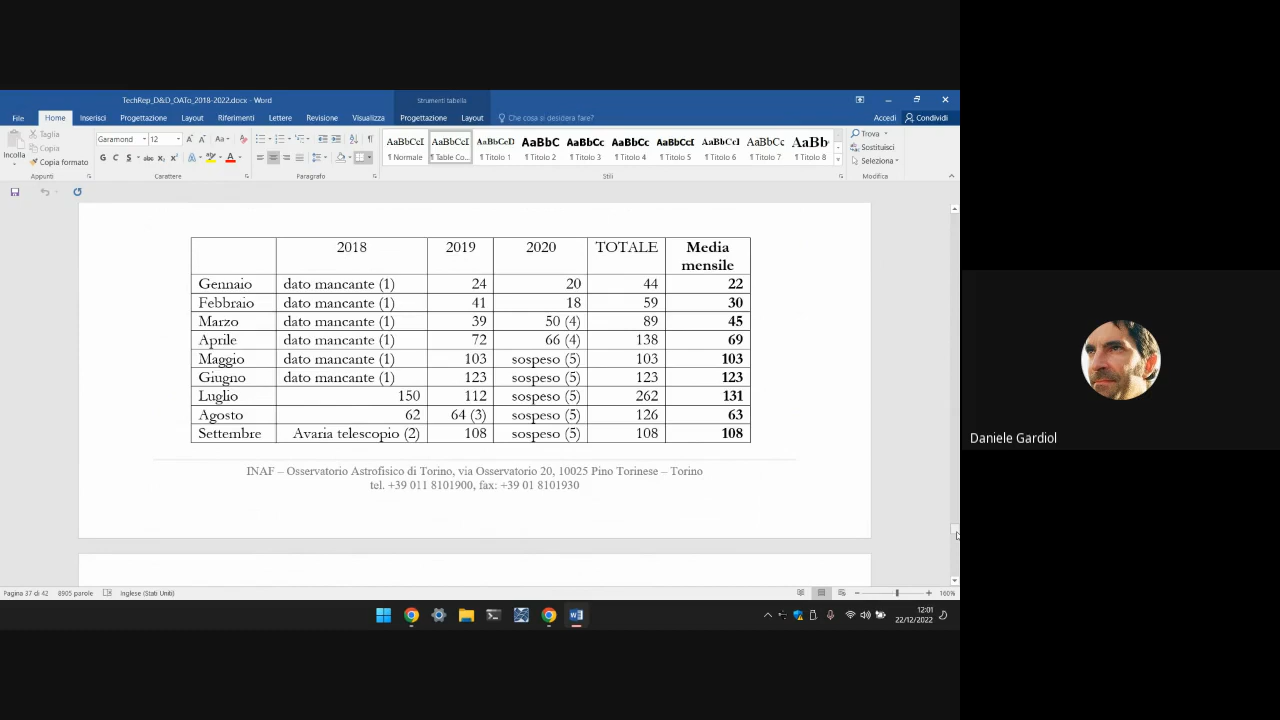 TechRep_D&D_OATo_2018-2022.docx - Word
Strumenti tabella
File Home Inserisci Progettazione Layout Riferimenti Lettere Revisione Visualizza Progettazione Layout Che cosa si desidera fare? Accedi Condividi
Incolla
Taglia
Copia
Copia formato
Appunti
Garamond 12
G C S abc x₂ x² A A
Carattere
Paragrafo
AaBbCcI AaBbCcI AaBbCcD AaBbC AaBbCc AaBbCc AaBbCcI AaBbCcI AaBbCc AaBb
¶ Normale ¶ Table Co... ¶ Titolo 1 ¶ Titolo 2 ¶ Titolo 3 ¶ Titolo 4 ¶ Titolo 5 ¶ Titolo 6 ¶ Titolo 7 ¶ Titolo 8
Stili
Trova
Sostituisci
Seleziona
Modifica
2018 2019 2020 TOTALE Media mensile
Gennaio dato mancante (1) 24 20 44 22
Febbraio dato mancante (1) 41 18 59 30
Marzo dato mancante (1) 39 50 (4) 89 45
Aprile dato mancante (1) 72 66 (4) 138 69
Maggio dato mancante (1) 103 sospeso (5) 103 103
Giugno dato mancante (1) 123 sospeso (5) 123 123
Luglio 150 112 sospeso (5) 262 131
Agosto 62 64 (3) sospeso (5) 126 63
Settembre Avaria telescopio (2) 108 sospeso (5) 108 108
INAF – Osservatorio Astrofisico di Torino, via Osservatorio 20, 10025 Pino Torinese – Torino
tel. +39 011 8101900, fax: +39 01 8101930
Daniele Gardiol
Pagina 37 di 42 8905 parole Inglese (Stati Uniti) 160%
12:01
22/12/2022